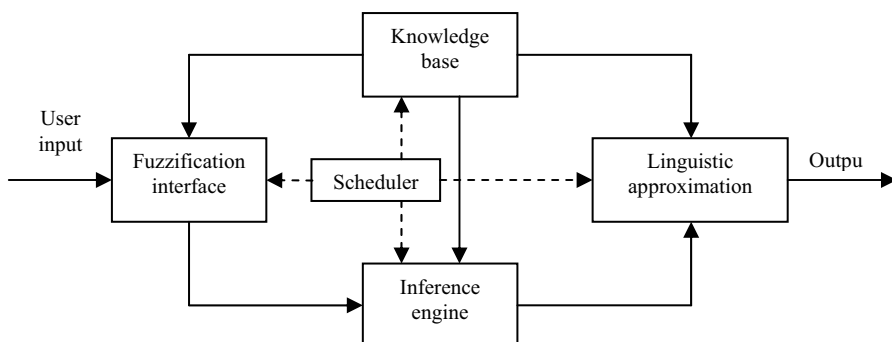 Knowledge
base
User
input
Fuzzification
interface
Scheduler
Linguistic
approximation
Outpu
Inference
engine